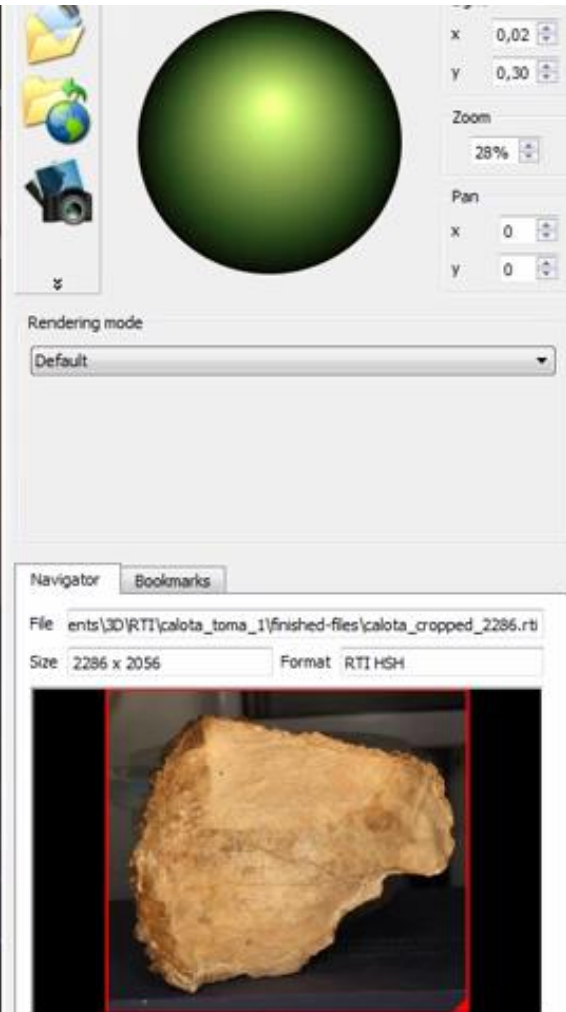 x 0,02
y 0,30
Zoom
28%
Pan
x 0
y 0
Rendering mode
Default
Navigator Bookmarks
File ents\3D\RTI\calota_toma_1\finished-files\calota_cropped_2286.rti
Size 2286 x 2056 Format RTI HSH